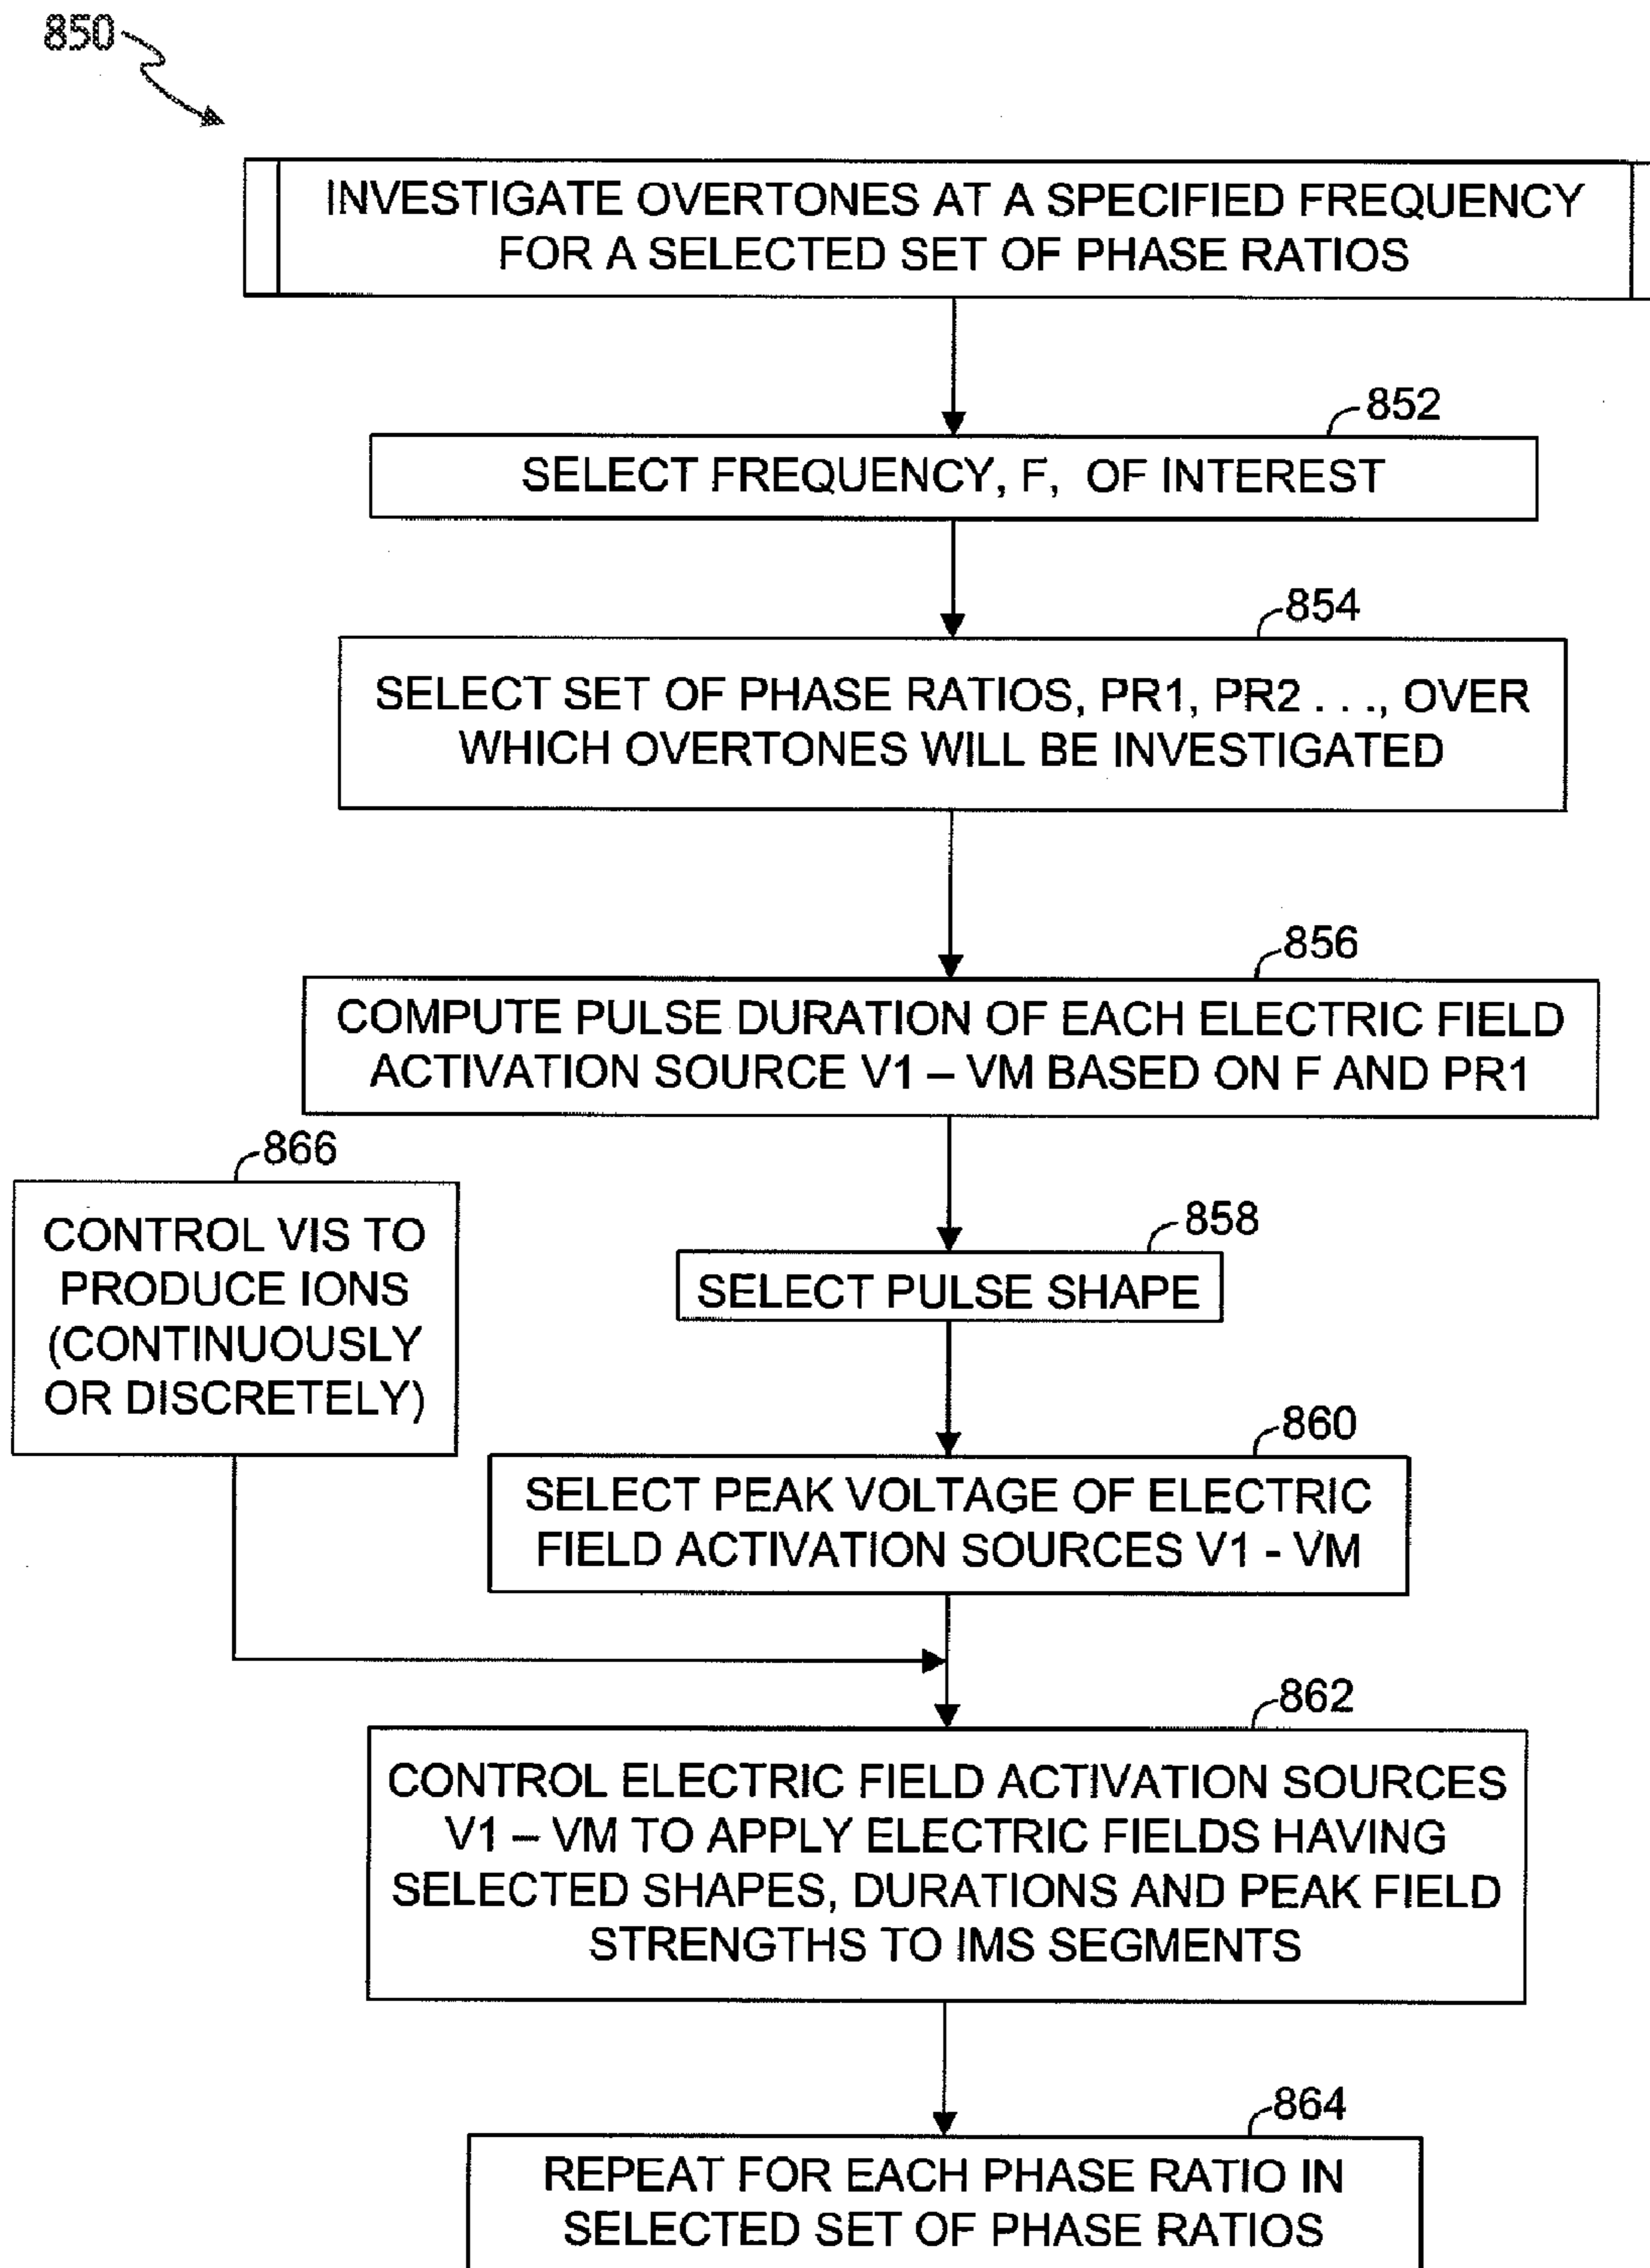 850
INVESTIGATE OVERTONES AT A SPECIFIED FREQUENCY
FOR A SELECTED SET OF PHASE RATIOS
852
SELECT FREQUENCY, F, OF INTEREST
854
SELECT SET OF PHASE RATIOS, PR1, PR2 . . ., OVER
WHICH OVERTONES WILL BE INVESTIGATED
856
COMPUTE PULSE DURATION OF EACH ELECTRIC FIELD
ACTIVATION SOURCE V1 – VM BASED ON F AND PR1
866
CONTROL VIS TO
PRODUCE IONS
(CONTINUOUSLY
OR DISCRETELY)
858
SELECT PULSE SHAPE
860
SELECT PEAK VOLTAGE OF ELECTRIC
FIELD ACTIVATION SOURCES V1 - VM
862
CONTROL ELECTRIC FIELD ACTIVATION SOURCES
V1 – VM TO APPLY ELECTRIC FIELDS HAVING
SELECTED SHAPES, DURATIONS AND PEAK FIELD
STRENGTHS TO IMS SEGMENTS
864
REPEAT FOR EACH PHASE RATIO IN
SELECTED SET OF PHASE RATIOS